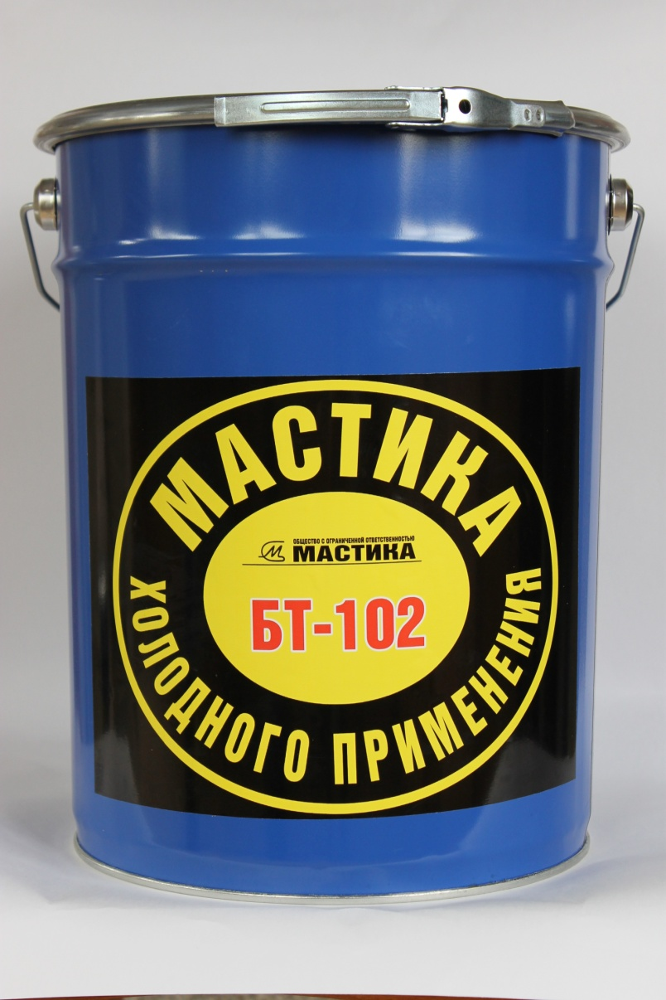 МАСТИКА
ОБЩЕСТВО С ОГРАНИЧЕННОЙ ОТВЕТСТВЕННОСТЬЮ
М МАСТИКА
БТ-102
ХОЛОДНОГО ПРИМЕНЕНИЯ